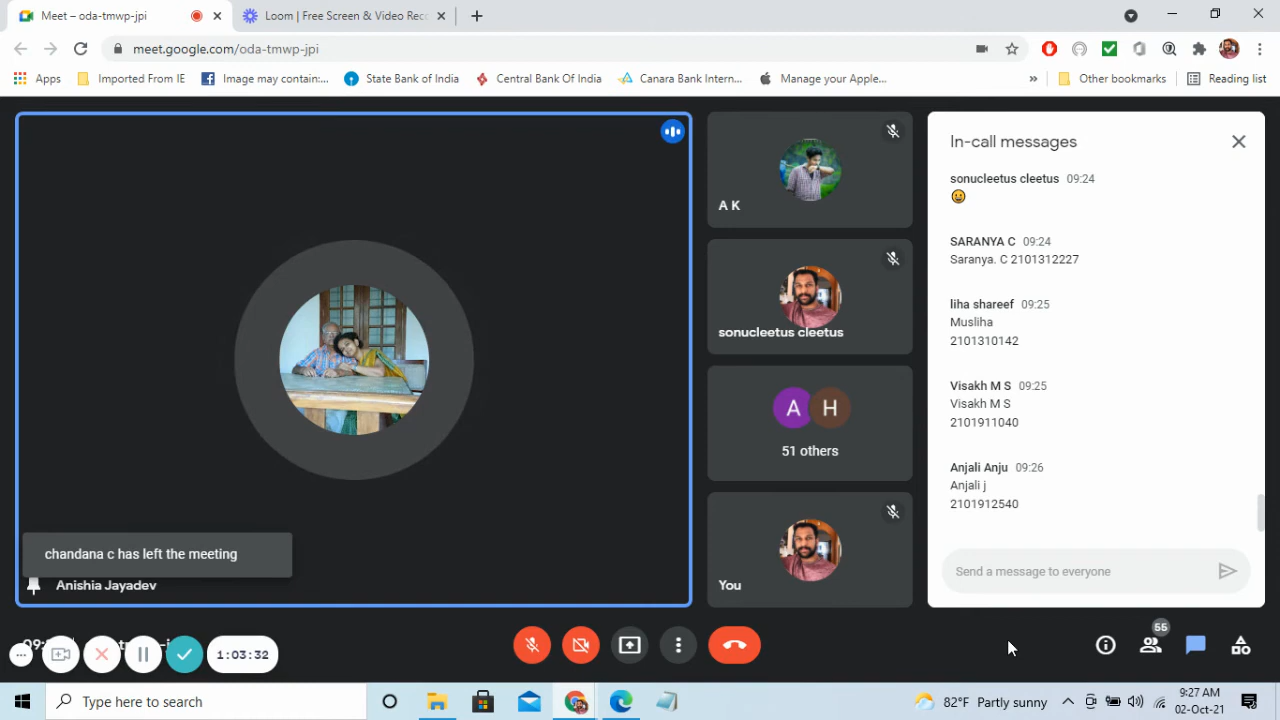 Meet – oda-tmwp-jpi
Loom | Free Screen & Video Rec
meet.google.com/oda-tmwp-jpi
Apps
Imported From IE
Image may contain:...
State Bank of India
Central Bank Of India
Canara Bank Intern...
Manage your Apple...
»
Other bookmarks
Reading list
A K
sonucleetus cleetus
A H
51 others
You
chandana c has left the meeting
Anishia Jayadev
In-call messages
sonucleetus cleetus 09:24
SARANYA C 09:24
Saranya. C 2101312227
liha shareef 09:25
Musliha
2101310142
Visakh M S 09:25
Visakh M S
2101911040
Anjali Anju 09:26
Anjali j
2101912540
Send a message to everyone
1:03:32
55
Type here to search
82°F Partly sunny
9:27 AM
02-Oct-21